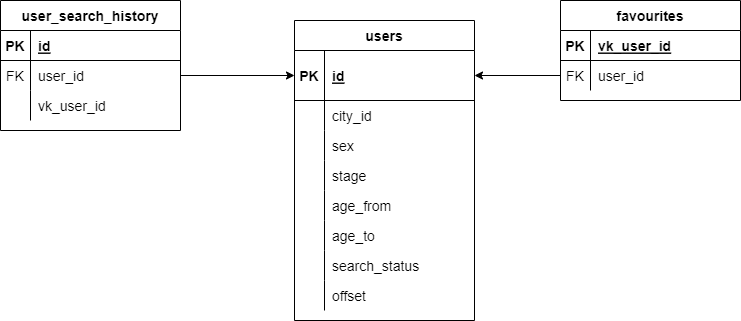 user_search_history
PK id
FK user_id
vk_user_id
users
PK id
city_id
sex
stage
age_from
age_to
search_status
offset
favourites
PK vk_user_id
FK user_id